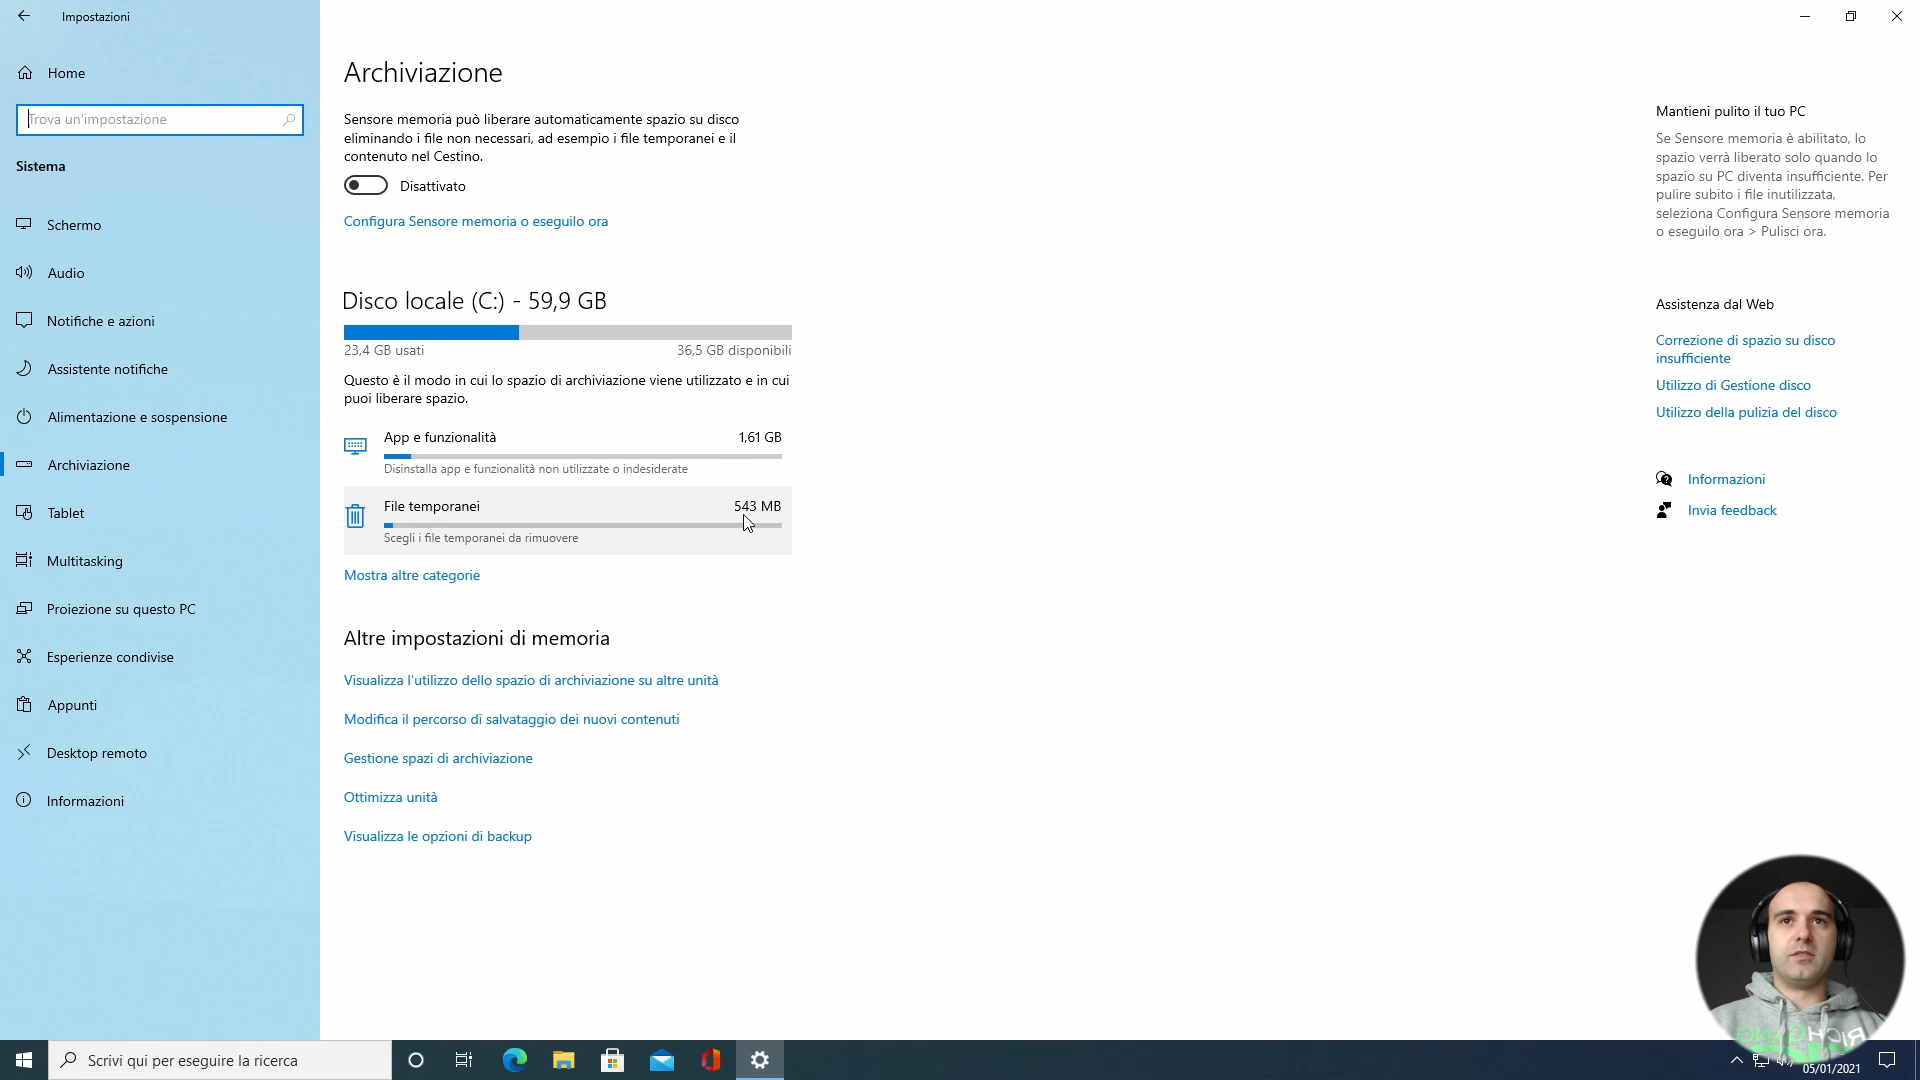 Impostazioni
Home
Trova un'impostazione
Sistema
Schermo
Audio
Notifiche e azioni
Assistente notifiche
Alimentazione e sospensione
Archiviazione
Tablet
Multitasking
Proiezione su questo PC
Esperienze condivise
Appunti
Desktop remoto
Informazioni
Archiviazione
Sensore memoria può liberare automaticamente spazio su disco
eliminando i file non necessari, ad esempio i file temporanei e il
contenuto nel Cestino.
Disattivato
Configura Sensore memoria o eseguilo ora
Disco locale (C:) - 59,9 GB
23,4 GB usati
36,5 GB disponibili
Questo è il modo in cui lo spazio di archiviazione viene utilizzato e in cui
puoi liberare spazio.
App e funzionalità
1,61 GB
Disinstalla app e funzionalità non utilizzate o indesiderate
File temporanei
543 MB
Scegli i file temporanei da rimuovere
Mostra altre categorie
Altre impostazioni di memoria
Visualizza l'utilizzo dello spazio di archiviazione su altre unità
Modifica il percorso di salvataggio dei nuovi contenuti
Gestione spazi di archiviazione
Ottimizza unità
Visualizza le opzioni di backup
Mantieni pulito il tuo PC
Se Sensore memoria è abilitato, lo
spazio verrà liberato solo quando lo
spazio su PC diventa insufficiente. Per
pulire subito i file inutilizzata,
seleziona Configura Sensore memoria
o eseguilo ora > Pulisci ora.
Assistenza dal Web
Correzione di spazio su disco
insufficiente
Utilizzo di Gestione disco
Utilizzo della pulizia del disco
Informazioni
Invia feedback
Scrivi qui per eseguire la ricerca
05/01/2021